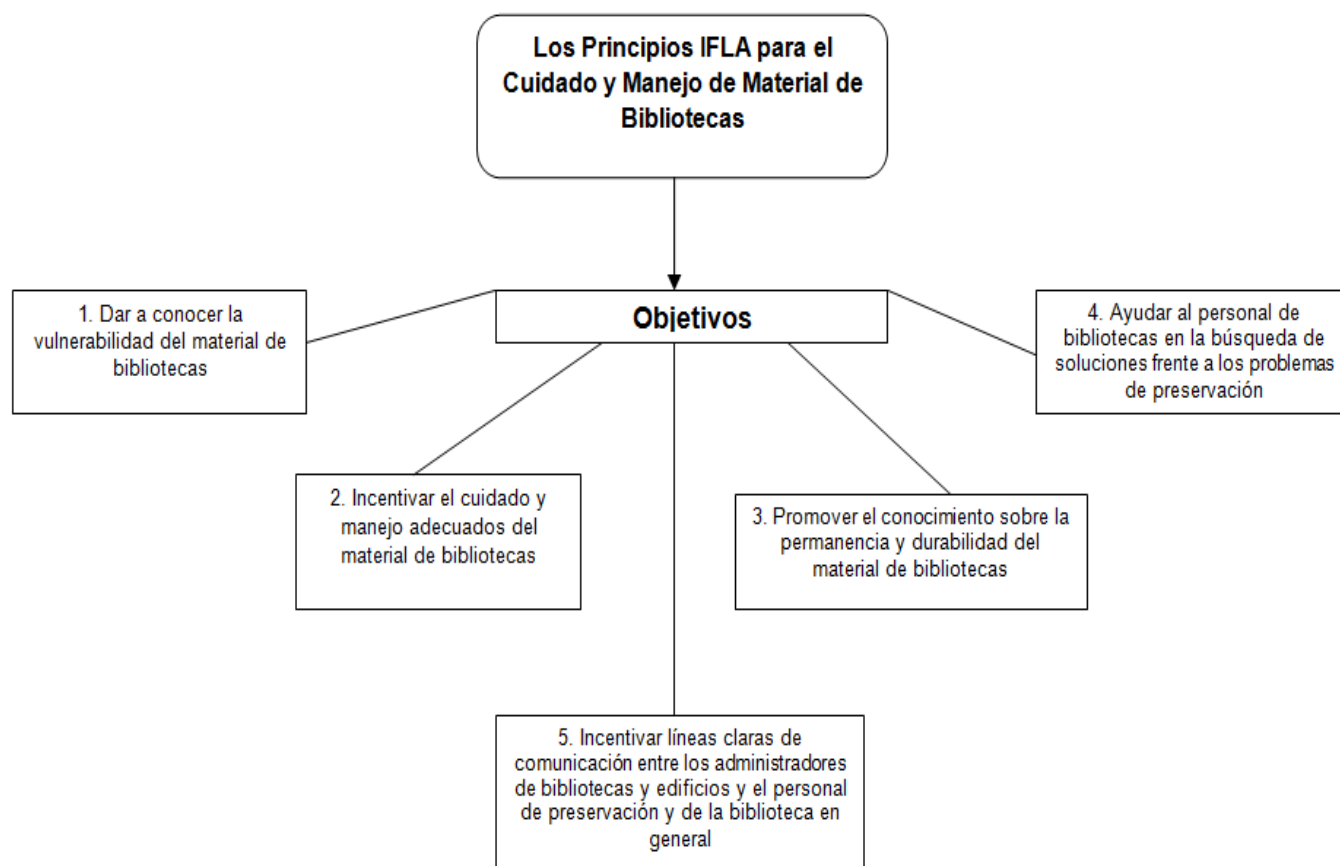 Los Principios IFLA para el
Cuidado y Manejo de Material de
Bibliotecas
Objetivos
1. Dar a conocer la
vulnerabilidad del material de
bibliotecas
2. Incentivar el cuidado y
manejo adecuados del
material de bibliotecas
3. Promover el conocimiento sobre la
permanencia y durabilidad del
material de bibliotecas
4. Ayudar al personal de
bibliotecas en la búsqueda de
soluciones frente a los problemas
de preservación
5. Incentivar líneas claras de
comunicación entre los administradores
de bibliotecas y edificios y el personal
de preservación y de la biblioteca en
general